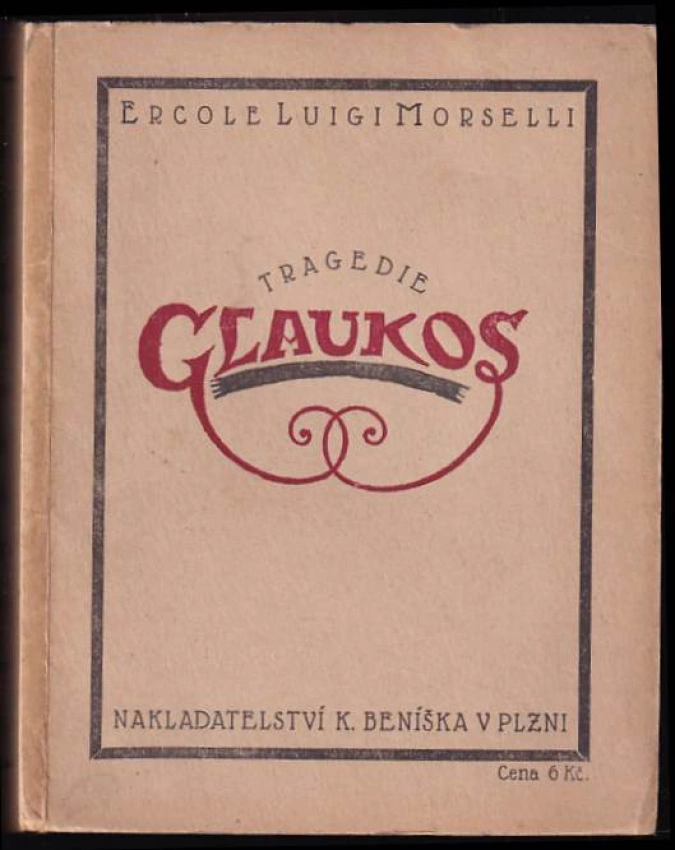 ERCOLE LUIGI MORSELLI
TRAGEDIE
GLAUKOS
NAKLADATELSTVÍ K. BENÍŠKA V PLZNI
Cena 6 Kč.